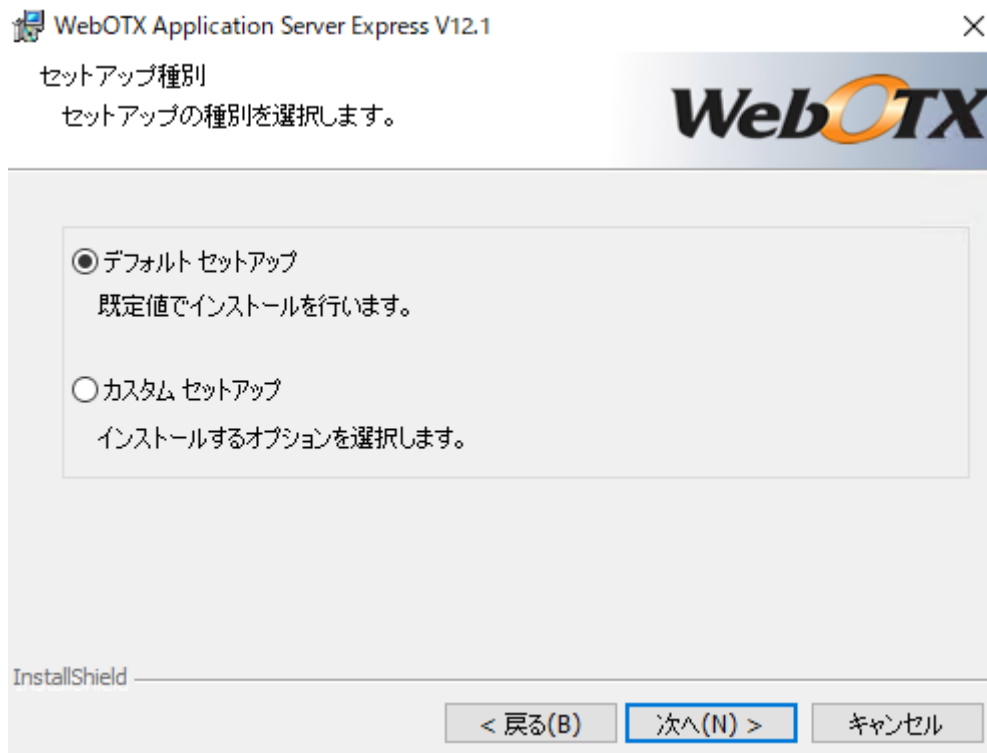 WebOTX Application Server Express V12.1
セットアップ種別
セットアップの種別を選択します。
WebOTX
デフォルト セットアップ
既定値でインストールを行います。
カスタム セットアップ
インストールするオプションを選択します。
InstallShield
< 戻る(B)
次へ(N) >
キャンセル